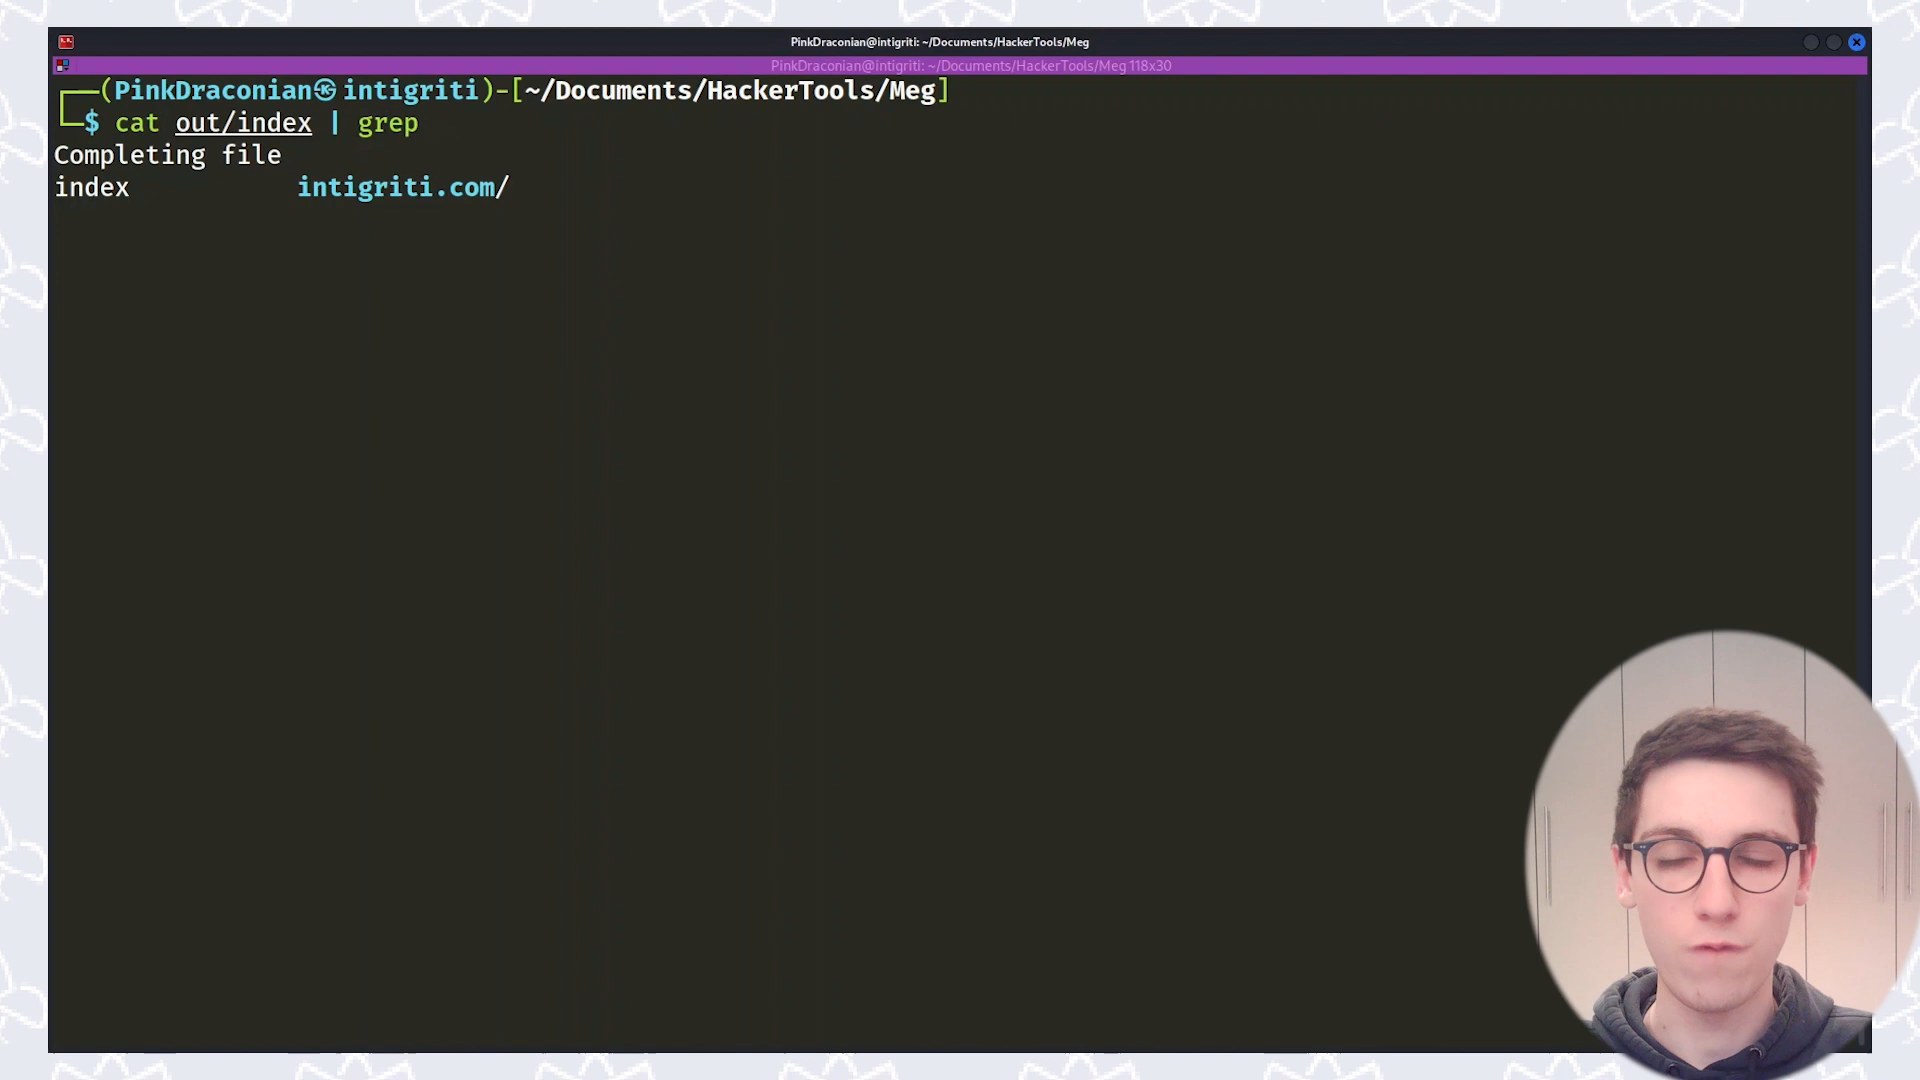 PinkDraconian@intigriti: ~/Documents/HackerTools/Meg
PinkDraconian@intigriti: ~/Documents/HackerTools/Meg 118x30
┌──(PinkDraconian㉿intigriti)-[~/Documents/HackerTools/Meg]
└─$ cat out/index | grep
Completing file
index intigriti.com/